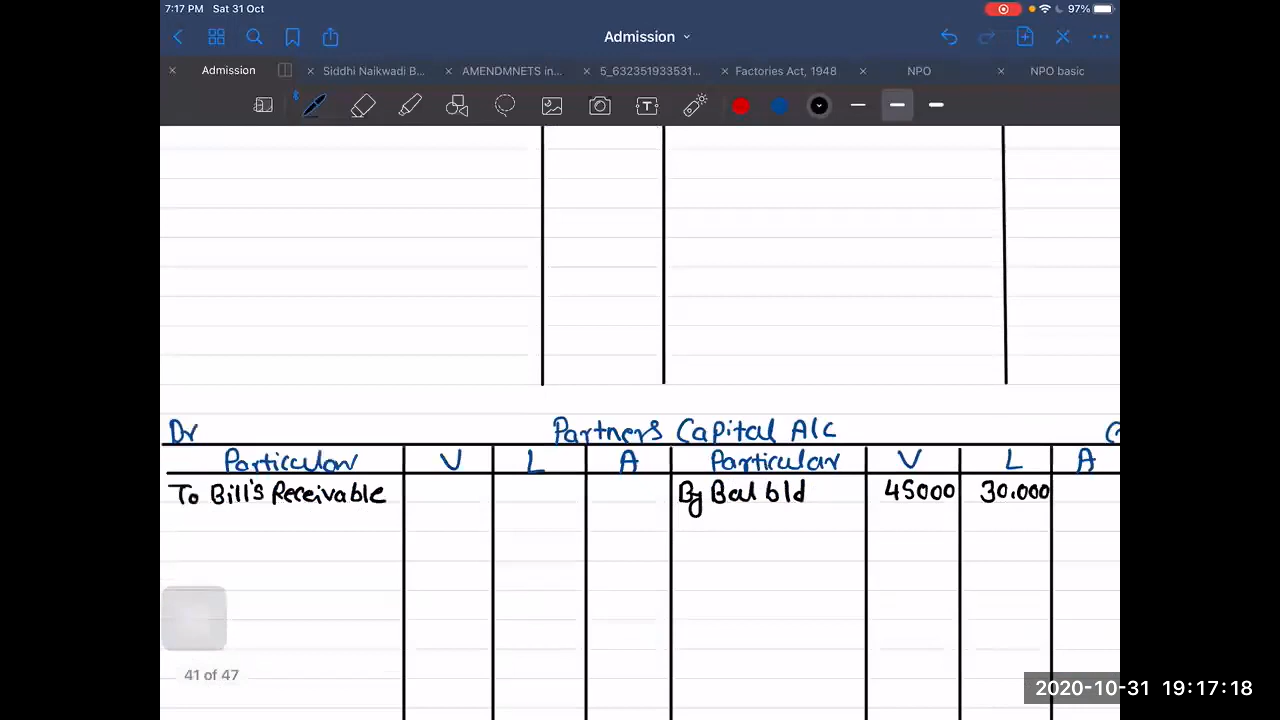 7:17 PM Sat 31 Oct 97%
Admission
Admission Siddhi Naikwadi B... AMENDMNETS in... 5_632351933531... Factories Act, 1948 NPO NPO basic
Dr Partners Capital A/c
Particular V L A Particular V L A
To Bill's Receivable By Bal b/d 45000 30.000
41 of 47
2020-10-31 19:17:18